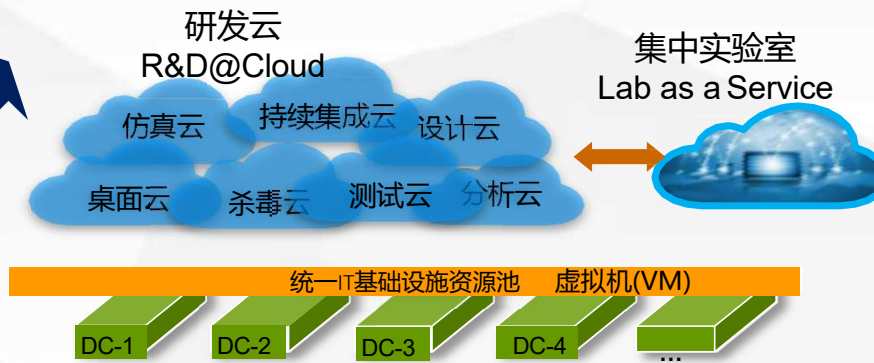 研发云
R&D@Cloud
集中实验室
Lab as a Service
仿真云 持续集成云 设计云
桌面云 杀毒云 测试云 分析云
统一IT基础设施资源池 虚拟机(VM)
DC-1 DC-2 DC-3 DC-4 ...